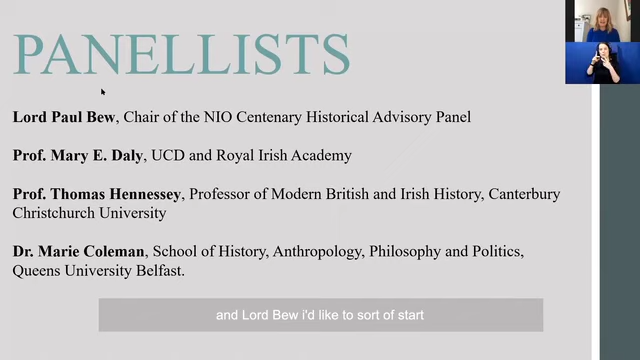 PANELLISTS
Lord Paul Bew, Chair of the NIO Centenary Historical Advisory Panel
Prof. Mary E. Daly, UCD and Royal Irish Academy
Prof. Thomas Hennessey, Professor of Modern British and Irish History, Canterbury
Christchurch University
Dr. Marie Coleman, School of History, Anthropology, Philosophy and Politics,
Queens University Belfast.
and Lord Bew i'd like to sort of start